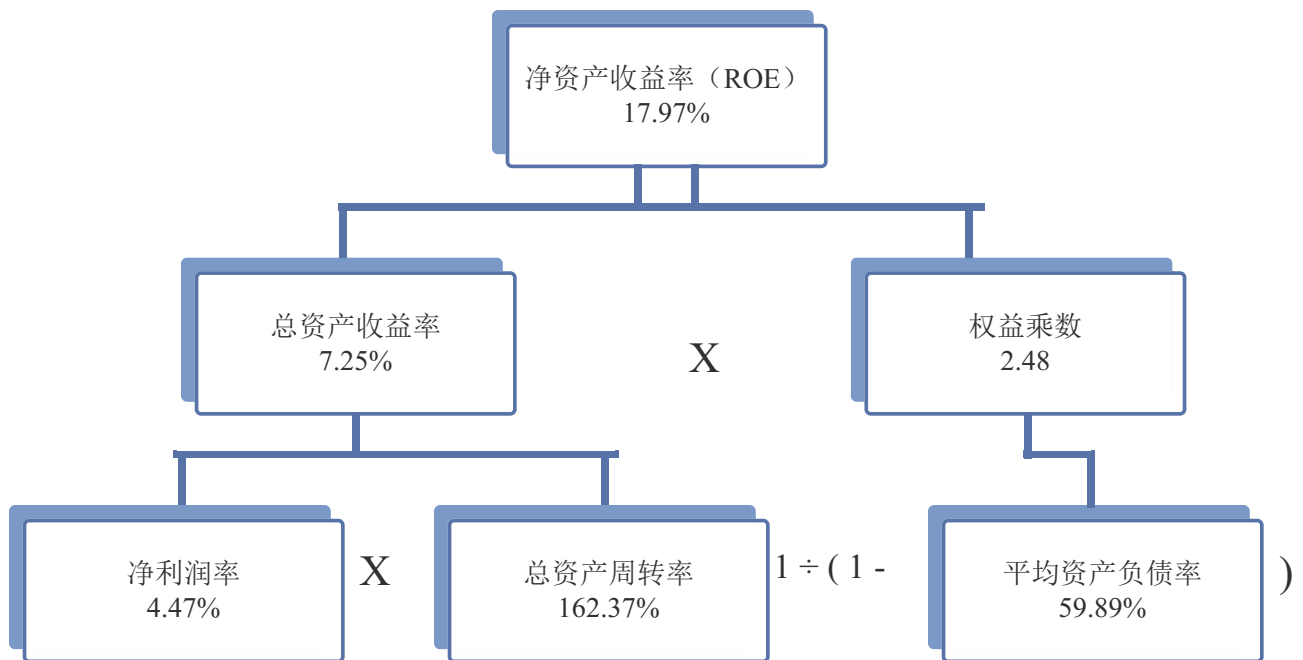 净资产收益率（ROE）
17.97%
总资产收益率
7.25%
X
权益乘数
2.48
净利润率
4.47%
X
总资产周转率
162.37%
1 ÷ ( 1 -
平均资产负债率
59.89%
)